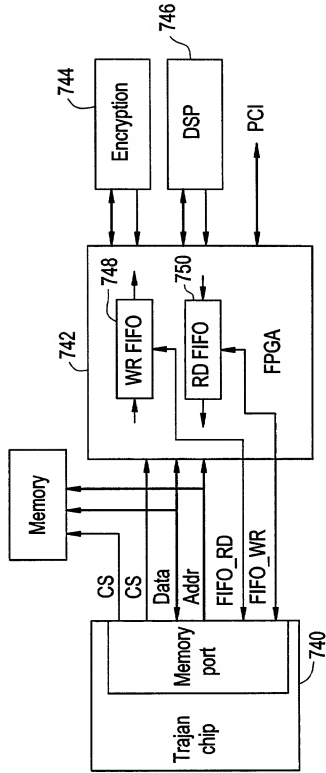 Trajan
chip
Memory
port
740
CS
CS
Data
Addr
FIFO_RD
FIFO_WR
Memory
742
WR FIFO
748
RD FIFO
750
FPGA
Encryption
744
DSP
746
PCI